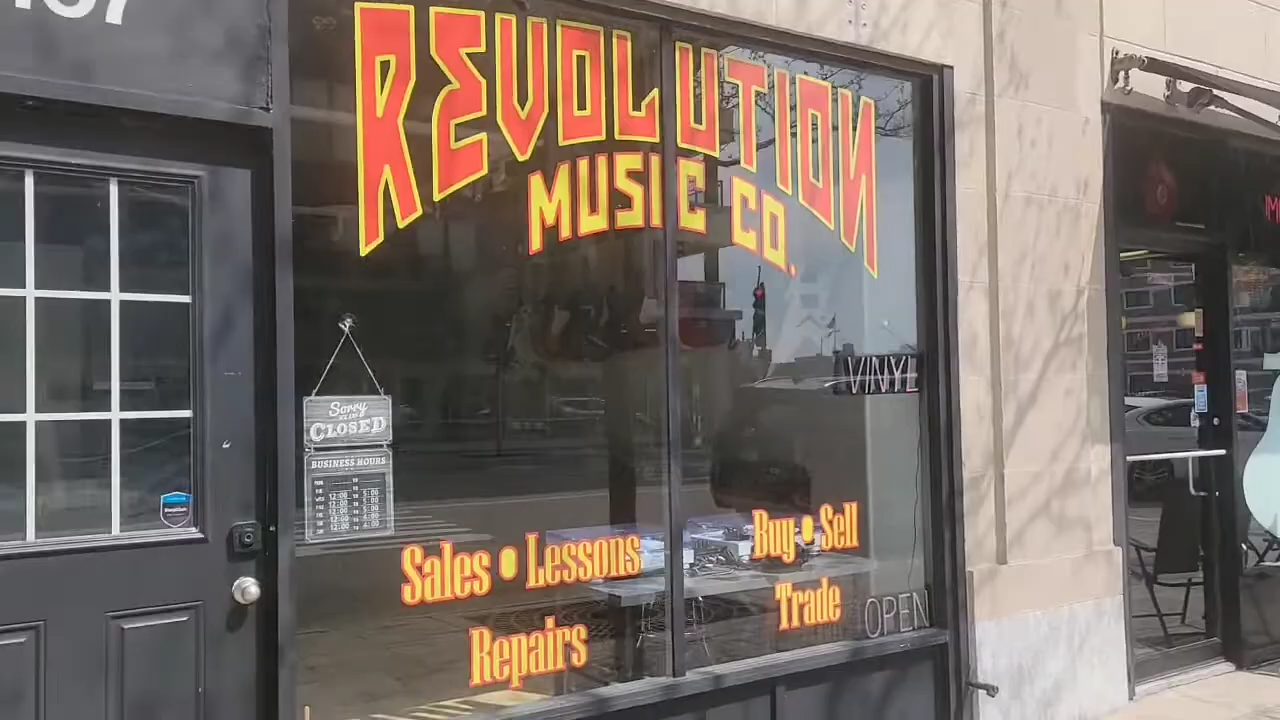 REVOLUTION
MUSIC CO.
VINYL
Sorry
CLOSED
BUSINESS HOURS
Sales • Lessons
Repairs
Buy • Sell
Trade
OPEN